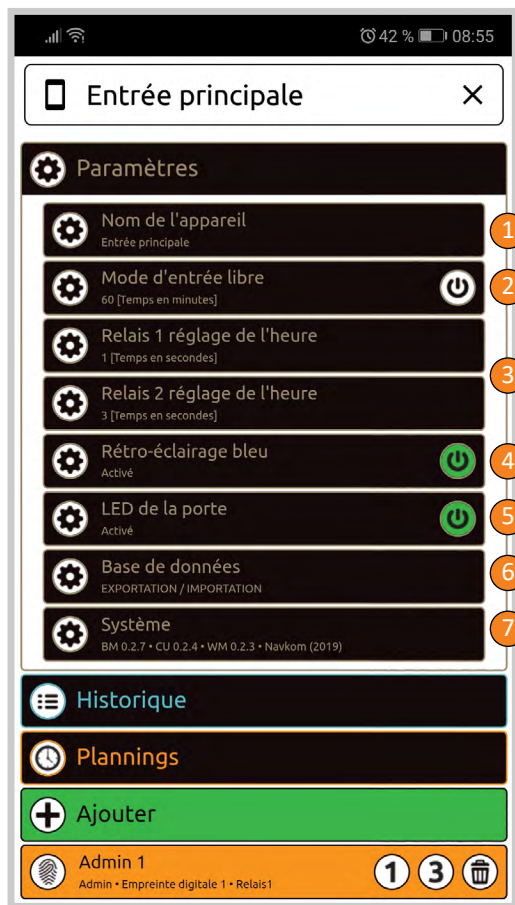 42 % 08:55
Entrée principale
Paramètres
Nom de l'appareil
Entrée principale
1
Mode d'entrée libre
60 [Temps en minutes]
2
Relais 1 réglage de l'heure
1 [Temps en secondes]
3
Relais 2 réglage de l'heure
3 [Temps en secondes]
Rétro-éclairage bleu
Activé
4
LED de la porte
Activé
5
Base de données
EXPORTATION / IMPORTATION
6
Système
BM 0.2.7 • CU 0.2.4 • WM 0.2.3 • Navkom (2019)
7
Historique
Plannings
Ajouter
Admin 1
Admin • Empreinte digitale 1 • Relais1
1 3